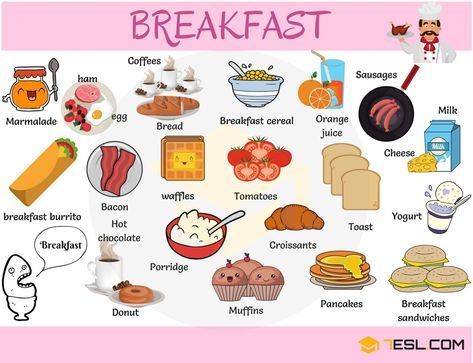 BREAKFAST
Marmalade
ham
egg
Coffees
Bread
Breakfast cereal
Orange
juice
Sausages
Milk
Milk
Cheese
breakfast burrito
Bacon
waffles
Tomatoes
Toast
Yogurt
Breakfast
Hot
chocolate
Donut
Porridge
Croissants
Muffins
Pancakes
Breakfast
sandwiches
7ESL.COM